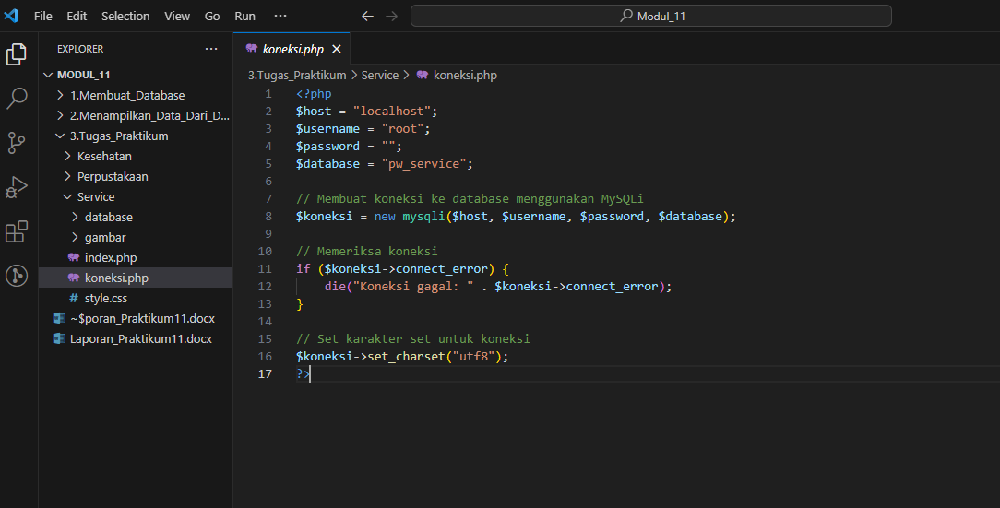 File Edit Selection View Go Run ···
Modul_11
EXPLORER ···
MODUL_11
1.Membuat_Database
2.Menampilkan_Data_Dari_D...
3.Tugas_Praktikum
Kesehatan
Perpustakaan
Service
database
gambar
index.php
koneksi.php
style.css
~$poran_Praktikum11.docx
Laporan_Praktikum11.docx
koneksi.php
3.Tugas_Praktikum > Service > koneksi.php
1 <?php
2 $host = "localhost";
3 $username = "root";
4 $password = "";
5 $database = "pw_service";
6
7 // Membuat koneksi ke database menggunakan MySQLi
8 $koneksi = new mysqli($host, $username, $password, $database);
9
10 // Memeriksa koneksi
11 if ($koneksi->connect_error) {
12     die("Koneksi gagal: " . $koneksi->connect_error);
13 }
14
15 // Set karakter set untuk koneksi
16 $koneksi->set_charset("utf8");
17 ?>